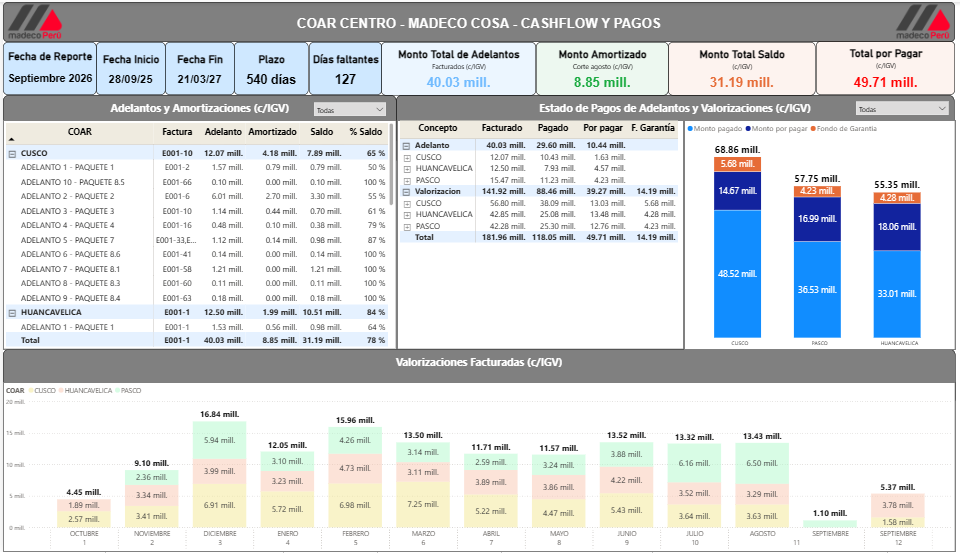 madeco Perú
COAR CENTRO - MADECO COSA - CASHFLOW Y PAGOS
madeco Perú
Fecha de Reporte
Septiembre 2026
Fecha Inicio
28/09/25
Fecha Fin
21/03/27
Plazo
540 días
Días faltantes
127
Monto Total de Adelantos
Facturados (c/IGV)
40.03 mill.
Monto Amortizado
Corte agosto (c/IGV)
8.85 mill.
Monto Total Saldo
(c/IGV)
31.19 mill.
Total por Pagar
(c/IGV)
49.71 mill.
Adelantos y Amortizaciones (c/IGV)
Todas
COAR Factura Adelanto Amortizado Saldo % Saldo
CUSCO E001-10 12.07 mill. 4.18 mill. 7.89 mill. 65 %
ADELANTO 1 - PAQUETE 1 E001-2 1.57 mill. 0.79 mill. 0.79 mill. 50 %
ADELANTO 10 - PAQUETE 8.5 E001-66 0.10 mill. 0.00 mill. 0.10 mill. 100 %
ADELANTO 2 - PAQUETE 2 E001-6 6.01 mill. 2.70 mill. 3.30 mill. 55 %
ADELANTO 3 - PAQUETE 3 E001-10 1.14 mill. 0.44 mill. 0.70 mill. 61 %
ADELANTO 4 - PAQUETE 4 E001-16 0.48 mill. 0.10 mill. 0.38 mill. 79 %
ADELANTO 5 - PAQUETE 7 E001-33,E... 1.12 mill. 0.14 mill. 0.98 mill. 87 %
ADELANTO 6 - PAQUETE 8.6 E001-41 0.14 mill. 0.00 mill. 0.14 mill. 100 %
ADELANTO 7 - PAQUETE 8.1 E001-58 1.21 mill. 0.00 mill. 1.21 mill. 100 %
ADELANTO 8 - PAQUETE 8.3 E001-60 0.11 mill. 0.00 mill. 0.11 mill. 100 %
ADELANTO 9 - PAQUETE 8.4 E001-63 0.18 mill. 0.00 mill. 0.18 mill. 100 %
HUANCAVELICA E001-1 12.50 mill. 1.99 mill. 10.51 mill. 84 %
ADELANTO 1 - PAQUETE 1 E001-1 1.53 mill. 0.56 mill. 0.98 mill. 64 %
Total E001-1 40.03 mill. 8.85 mill. 31.19 mill. 78 %
Estado de Pagos de Adelantos y Valorizaciones (c/IGV)
Todas
Concepto Facturado Pagado Por pagar F. Garantía
Adelanto 40.03 mill. 29.60 mill. 10.44 mill.
CUSCO 12.07 mill. 10.43 mill. 1.63 mill.
HUANCAVELICA 12.50 mill. 7.93 mill. 4.57 mill.
PASCO 15.47 mill. 11.23 mill. 4.23 mill.
Valorizacion 141.92 mill. 88.46 mill. 39.27 mill. 14.19 mill.
CUSCO 56.80 mill. 38.09 mill. 13.03 mill. 5.68 mill.
HUANCAVELICA 42.85 mill. 25.08 mill. 13.48 mill. 4.28 mill.
PASCO 42.28 mill. 25.30 mill. 12.76 mill. 4.23 mill.
Total 181.96 mill. 118.05 mill. 49.71 mill. 14.19 mill.
Monto pagado Monto por pagar Fondo de Garantía
68.86 mill.
5.68 mill.
14.67 mill.
48.52 mill.
CUSCO
57.75 mill.
4.23 mill.
16.99 mill.
36.53 mill.
PASCO
55.35 mill.
4.28 mill.
18.06 mill.
33.01 mill.
HUANCAVELICA
Valorizaciones Facturadas (c/IGV)
COAR CUSCO HUANCAVELICA PASCO
20 mill.
15 mill.
10 mill.
5 mill.
0 mill.
4.45 mill.
1.89 mill.
2.57 mill.
OCTUBRE
1
9.10 mill.
2.36 mill.
3.34 mill.
3.41 mill.
NOVIEMBRE
2
16.84 mill.
5.94 mill.
3.99 mill.
6.91 mill.
DICIEMBRE
3
12.05 mill.
3.10 mill.
3.23 mill.
5.72 mill.
ENERO
4
15.96 mill.
4.26 mill.
4.73 mill.
6.98 mill.
FEBRERO
5
13.50 mill.
3.14 mill.
3.11 mill.
7.25 mill.
MARZO
6
11.71 mill.
2.59 mill.
3.89 mill.
5.22 mill.
ABRIL
7
11.57 mill.
3.24 mill.
3.86 mill.
4.47 mill.
MAYO
8
13.52 mill.
3.88 mill.
4.22 mill.
5.43 mill.
JUNIO
9
13.32 mill.
6.16 mill.
3.52 mill.
3.64 mill.
JULIO
10
13.43 mill.
6.50 mill.
3.29 mill.
3.63 mill.
AGOSTO
1.10 mill.
SEPTIEMBRE
11
5.37 mill.
3.78 mill.
1.58 mill.
SEPTIEMBRE
12